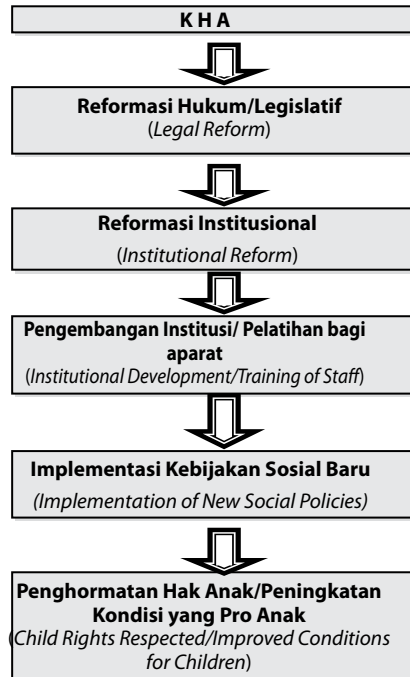 K H A
Reformasi Hukum/Legislatif
(Legal Reform)
Reformasi Institusional
(Institutional Reform)
Pengembangan Institusi/ Pelatihan bagi
aparat
(Institutional Development/Training of Staff)
Implementasi Kebijakan Sosial Baru
(Implementation of New Social Policies)
Penghormatan Hak Anak/Peningkatan
Kondisi yang Pro Anak
(Child Rights Respected/Improved Conditions
for Children)